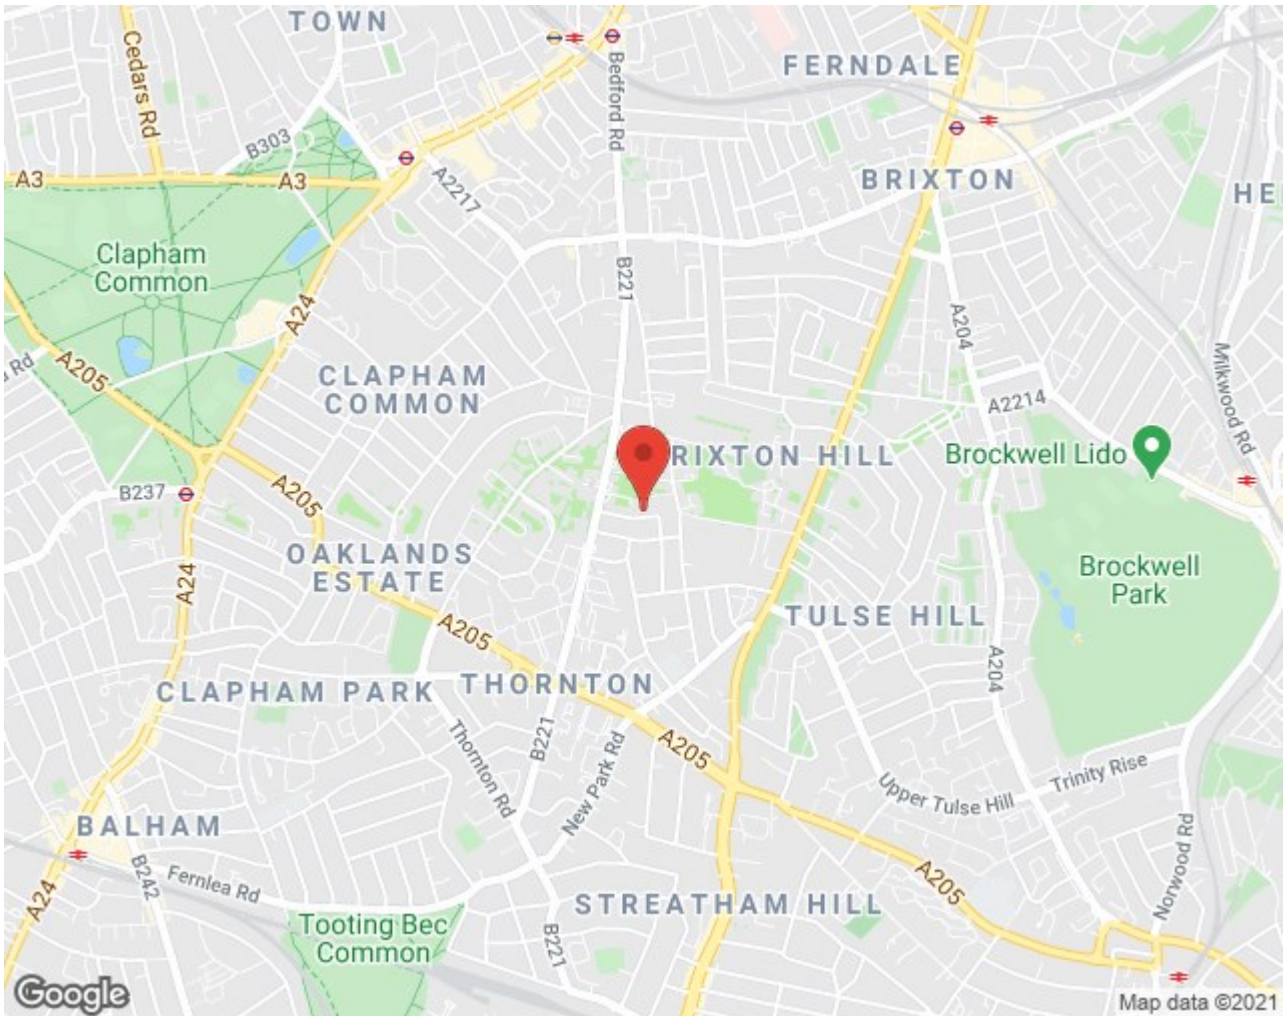 TOWN
Cedars Rd
Bedford Rd
FERNDALE
B303
A3
A3
A2217
BRIXTON
HE
Clapham
Common
B221
A24
A204
A205
Rd
CLAPHAM
COMMON
Milkwood Rd
A2214
RIXTON HILL
Brockwell Lido
B237
A205
OAKLANDS
ESTATE
A24
Brockwell
Park
A205
TULSE HILL
A204
CLAPHAM PARK
THORNTON
B221
A205
Thornton Rd
New Park Rd
Trinity Rise
Upper Tulse Hill
BALHAM
B242
Fernlea Rd
Norwood Rd
A24
A205
STREATHAM HILL
Tooting Bec
Common
B221
Google
Map data ©2021